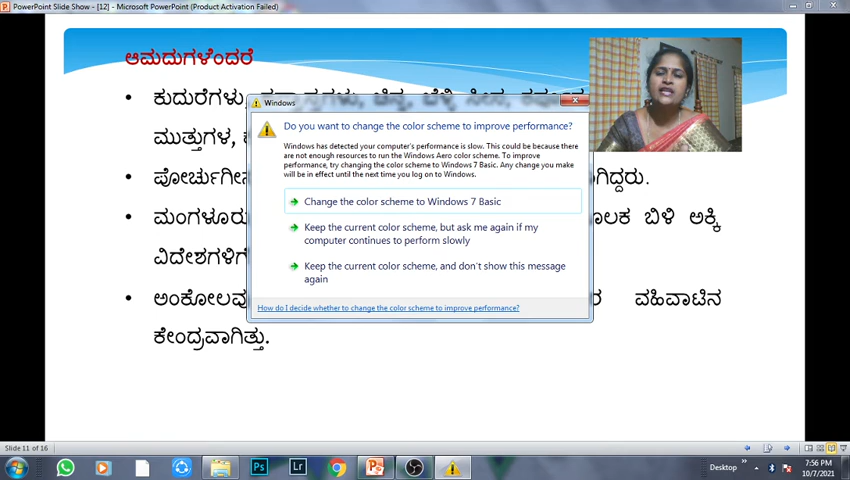 PowerPoint Slide Show - [12] - Microsoft PowerPoint (Product Activation Failed)
ಆಮದುಗಳೆಂದರೆ
• ಕುದುರೆಗಳು,
Windows
Do you want to change the color scheme to improve performance?
Windows has detected your computer's performance is slow. This could be because there
are not enough resources to run the Windows Aero color scheme. To improve
performance, try changing the color scheme to Windows 7 Basic. Any change you make
will be in effect until the next time you log on to Windows.
Change the color scheme to Windows 7 Basic
Keep the current color scheme, but ask me again if my
computer continues to perform slowly
Keep the current color scheme, and don't show this message
again
How do I decide whether to change the color scheme to improve performance?
ಮುತ್ತುಗಳ,
•
•
ಬಿಳಿ ಅಕ್ಕಿ
•
ವಹಿವಾಟಿನ
ಕೇಂದ್ರವಾಗಿತ್ತು.
Slide 11 of 16
Ps
Lr
Desktop
7:56 PM
10/7/2021